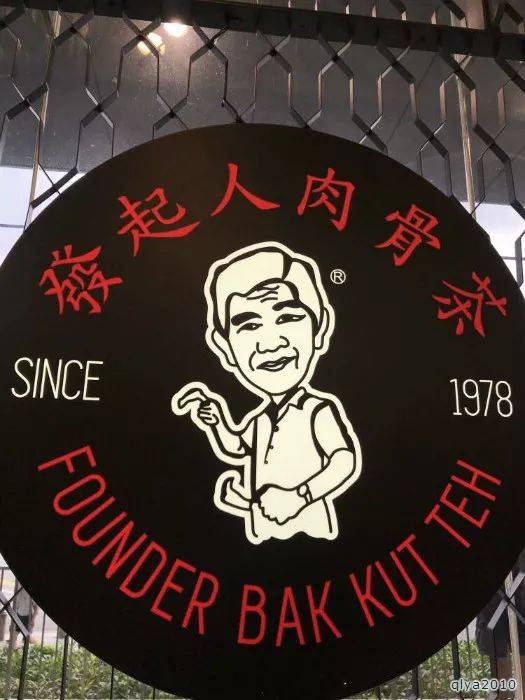 發起人肉骨茶
®
SINCE 1978
FOUNDER BAK KUT TEH
qlya2010